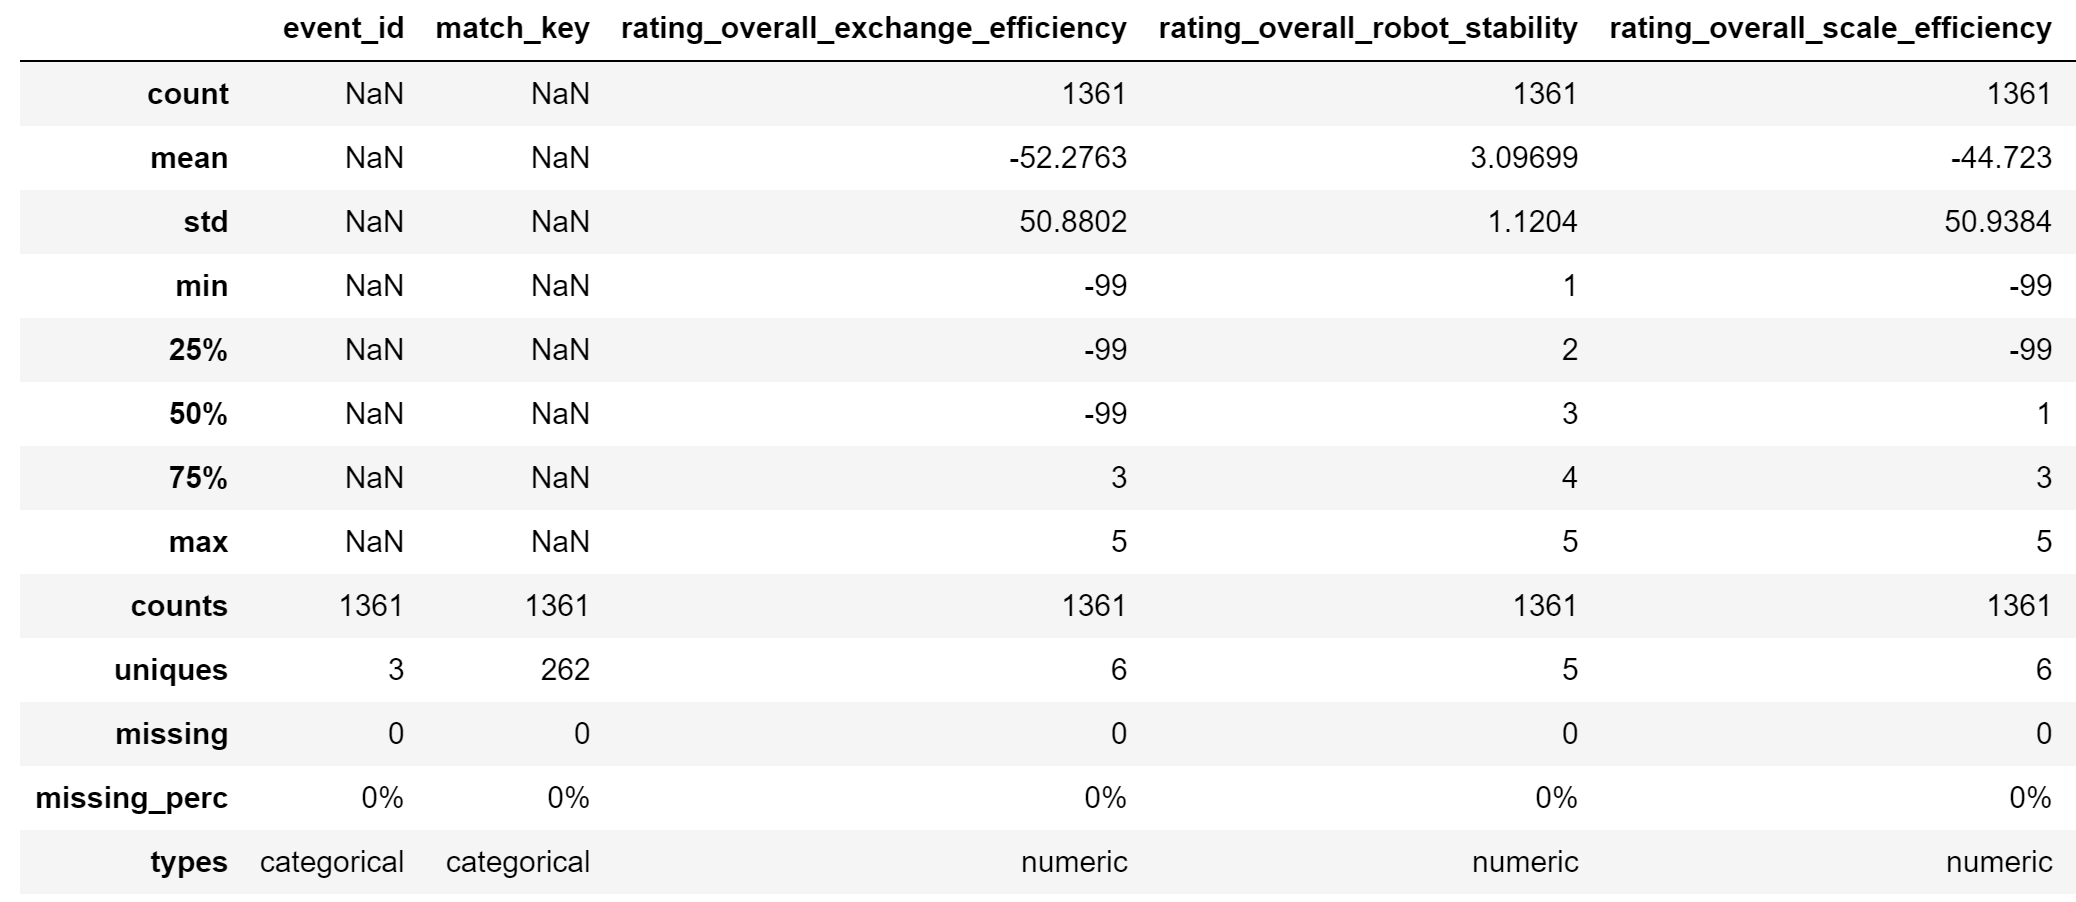 event_id match_key rating_overall_exchange_efficiency rating_overall_robot_stability rating_overall_scale_efficiency
count NaN NaN 1361 1361 1361
mean NaN NaN -52.2763 3.09699 -44.723
std NaN NaN 50.8802 1.1204 50.9384
min NaN NaN -99 1 -99
25% NaN NaN -99 2 -99
50% NaN NaN -99 3 1
75% NaN NaN 3 4 3
max NaN NaN 5 5 5
counts 1361 1361 1361 1361 1361
uniques 3 262 6 5 6
missing 0 0 0 0 0
missing_perc 0% 0% 0% 0% 0%
types categorical categorical numeric numeric numeric